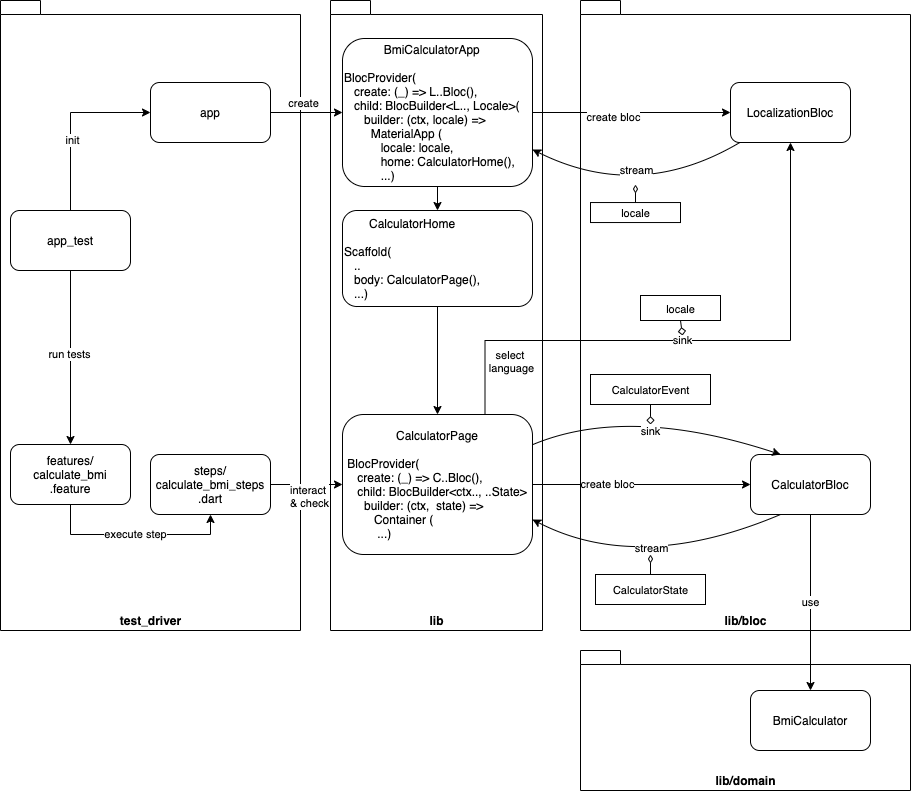 BmiCalculatorApp
BlocProvider(
create: (_) => L..Bloc(),
child: BlocBuilder<L.., Locale>(
builder: (ctx, locale) =>
MaterialApp (
locale: locale,
home: CalculatorHome(),
...)
app
create
create bloc
LocalizationBloc
init
stream
locale
app_test
CalculatorHome
Scaffold(
..
body: CalculatorPage(),
...)
locale
sink
run tests
select
language
CalculatorEvent
sink
features/
calculate_bmi
.feature
steps/
calculate_bmi_steps
.dart
interact
& check
CalculatorPage
BlocProvider(
create: (_) => C..Bloc(),
child: BlocBuilder<ctx.., ..State>
builder: (ctx, state) =>
Container (
...)
create bloc
CalculatorBloc
execute step
stream
CalculatorState
use
test_driver
lib
lib/bloc
BmiCalculator
lib/domain